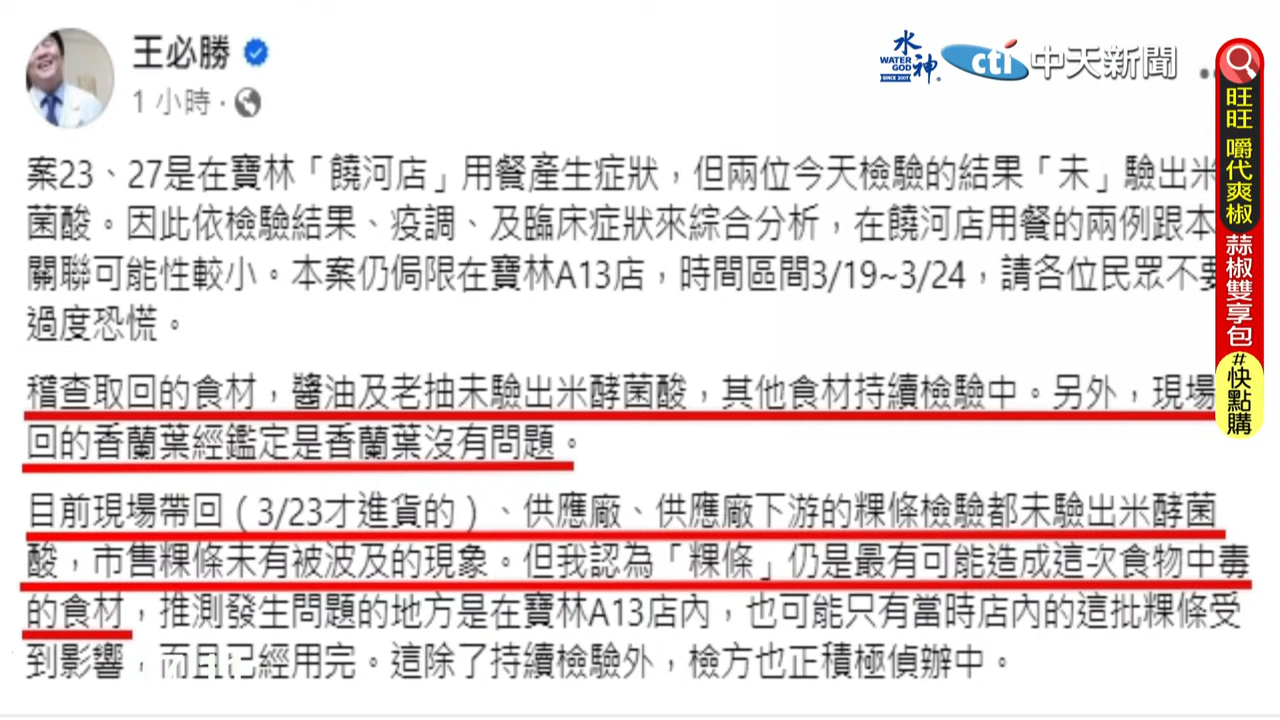 王必勝
1 小時·
水神
WATER GOD
SINCE 2007
cti 中天新聞
旺旺 嚼代爽椒 蒜椒雙享包 #快點購
案23、27是在寶林「饒河店」用餐產生症狀，但兩位今天檢驗的結果「未」驗出米
菌酸。因此依檢驗結果、疫調、及臨床症狀來綜合分析，在饒河店用餐的兩例跟本
關聯可能性較小。本案仍侷限在寶林A13店，時間區間3/19~3/24，請各位民眾不要
過度恐慌。
稽查取回的食材，醬油及老抽未驗出米酵菌酸，其他食材持續檢驗中。另外，現場
回的香蘭葉經鑑定是香蘭葉沒有問題。
目前現場帶回（3/23才進貨的）、供應廠、供應廠下游的粿條檢驗都未驗出米酵菌
酸，市售粿條未有被波及的現象。但我認為「粿條」仍是最有可能造成這次食物中毒
的食材，推測發生問題的地方是在寶林A13店內，也可能只有當時店內的這批粿條受
到影響，而且已經用完。這除了持續檢驗外，檢方也正積極偵辦中。